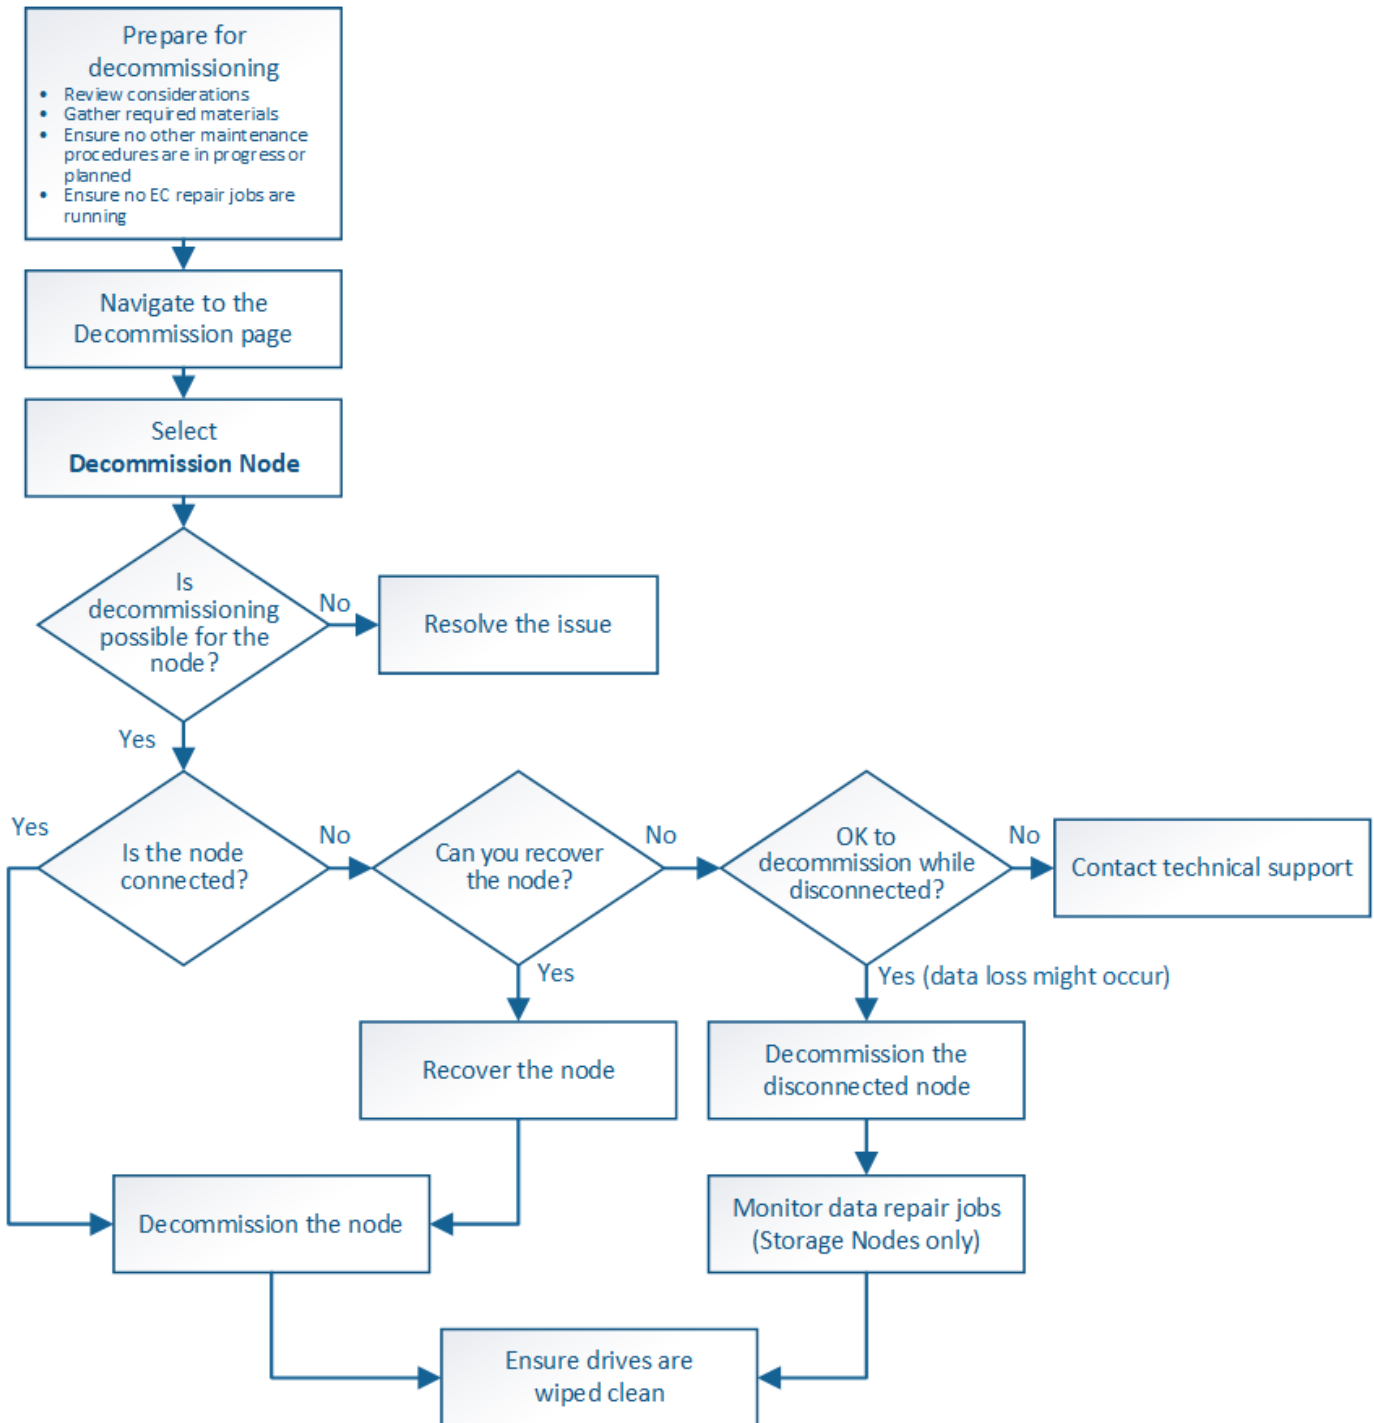 Prepare for
decommissioning
• Review considerations
• Gather required materials
• Ensure no other maintenance
procedures are in progress or
planned
• Ensure no EC repair jobs are
running
Navigate to the
Decommission page
Select
Decommission Node
Is
decommissioning
possible for the
node?
No
Resolve the issue
Yes
Yes
Is the node
connected?
No
Can you recover
the node?
No
OK to
decommission while
disconnected?
No
Contact technical support
Yes
Yes (data loss might occur)
Recover the node
Decommission the
disconnected node
Decommission the node
Monitor data repair jobs
(Storage Nodes only)
Ensure drives are
wiped clean